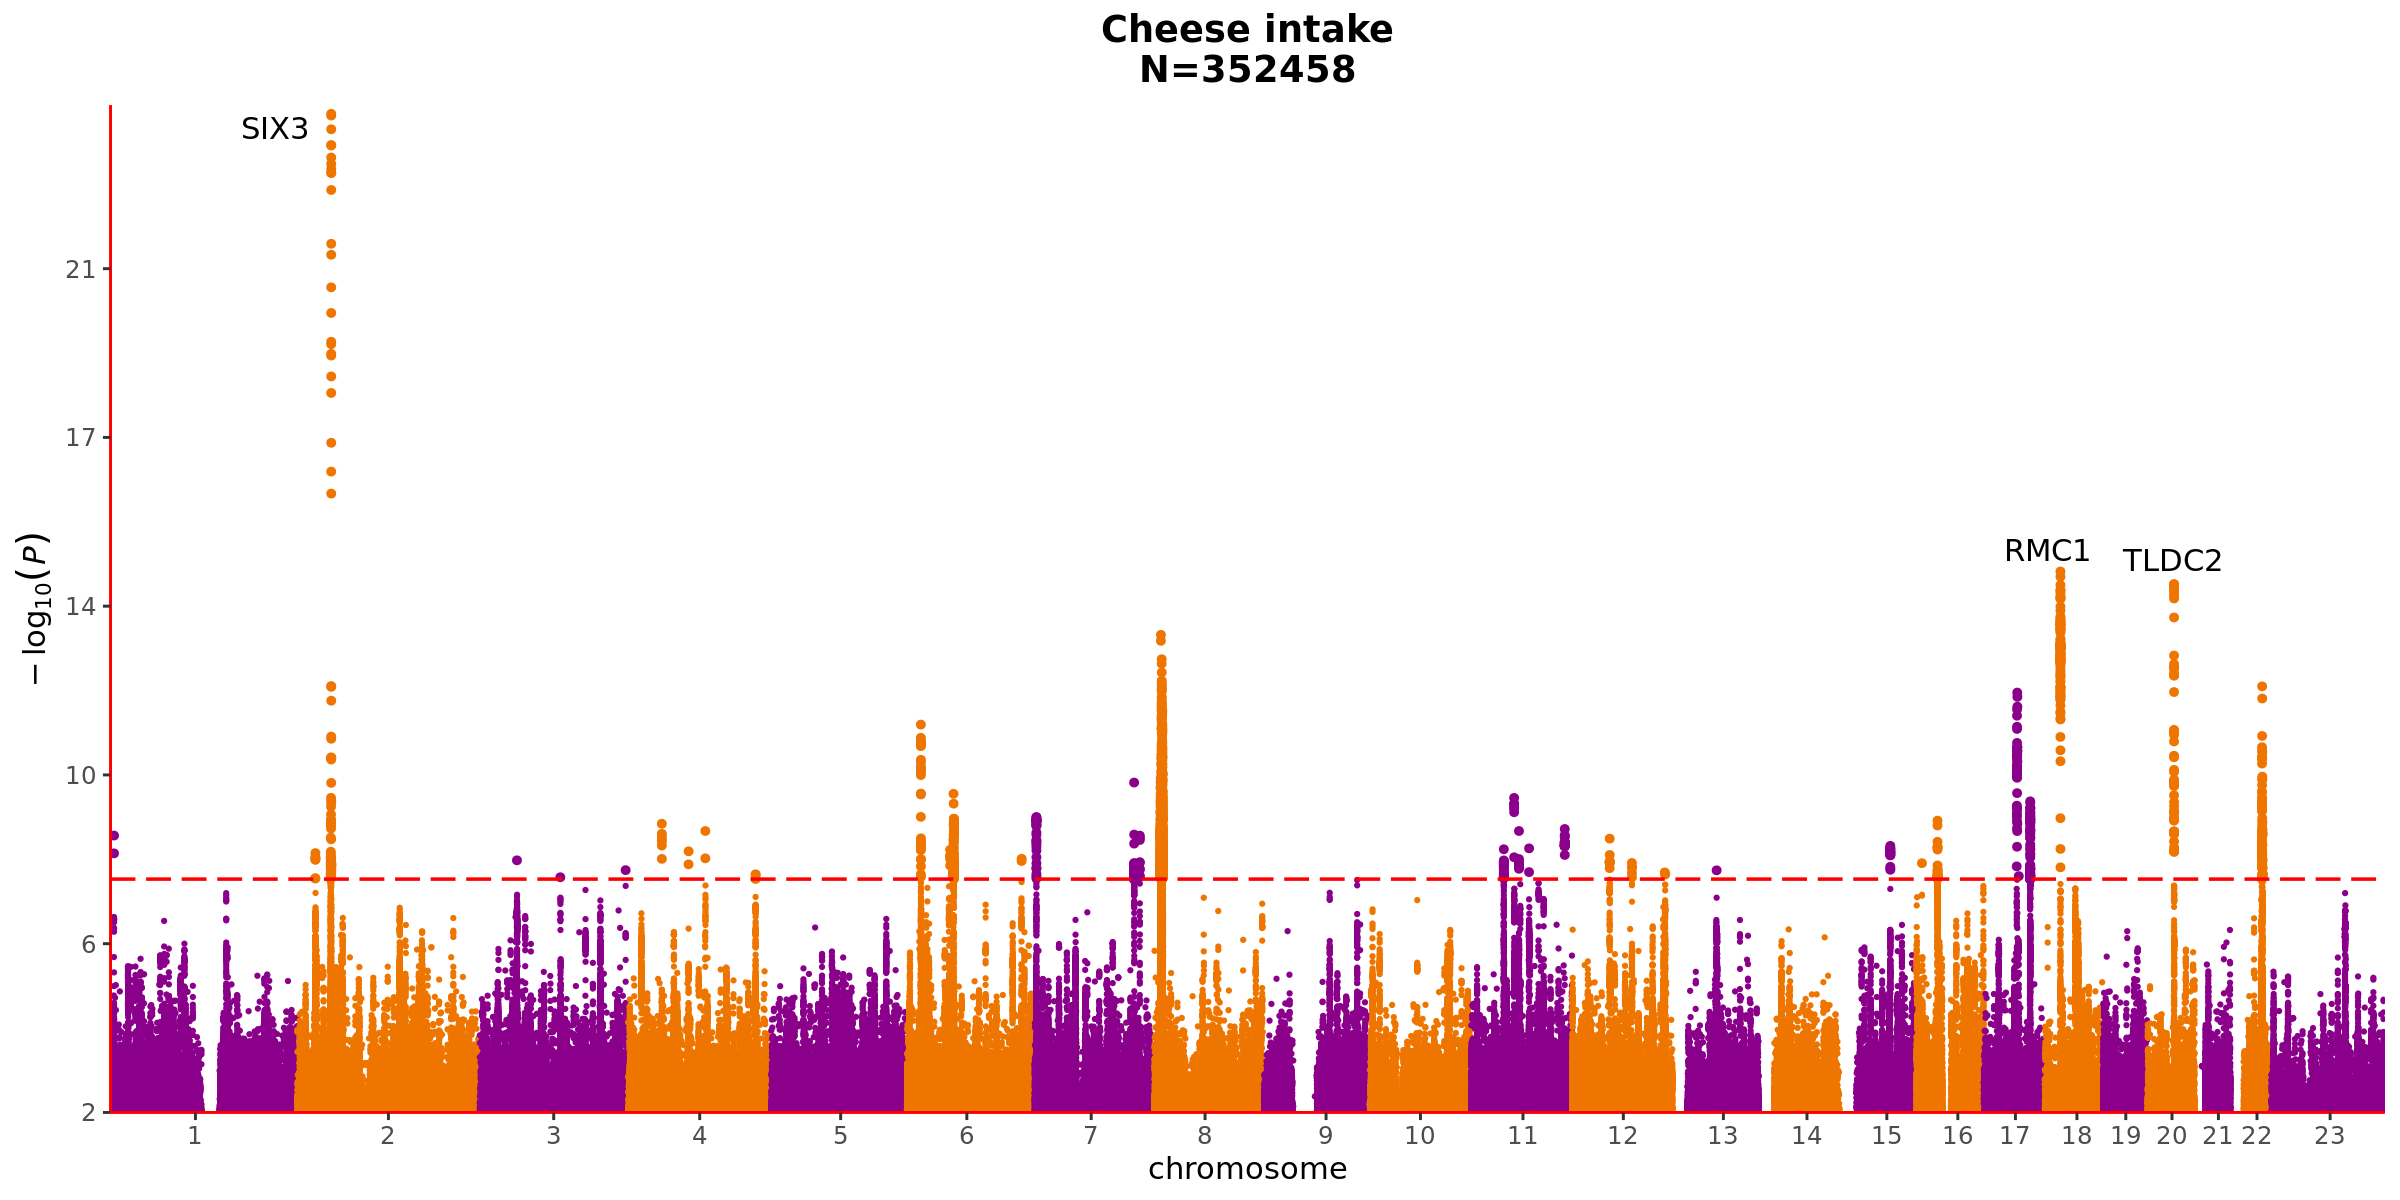 Cheese intake
N=352458
SIX3
RMC1
TLDC2
− log₁₀( P)
21
17
14
10
6
2
1 2 3 4 5 6 7 8 9 10 11 12 13 14 15 16 17 18 19 20 21 22 23
chromosome